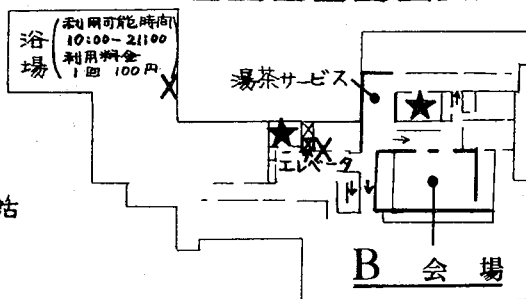 浴場
利用可能時間
10:00-21:00
利用料金
1回 100円
湯茶サービス
エレベータ
B 会 場